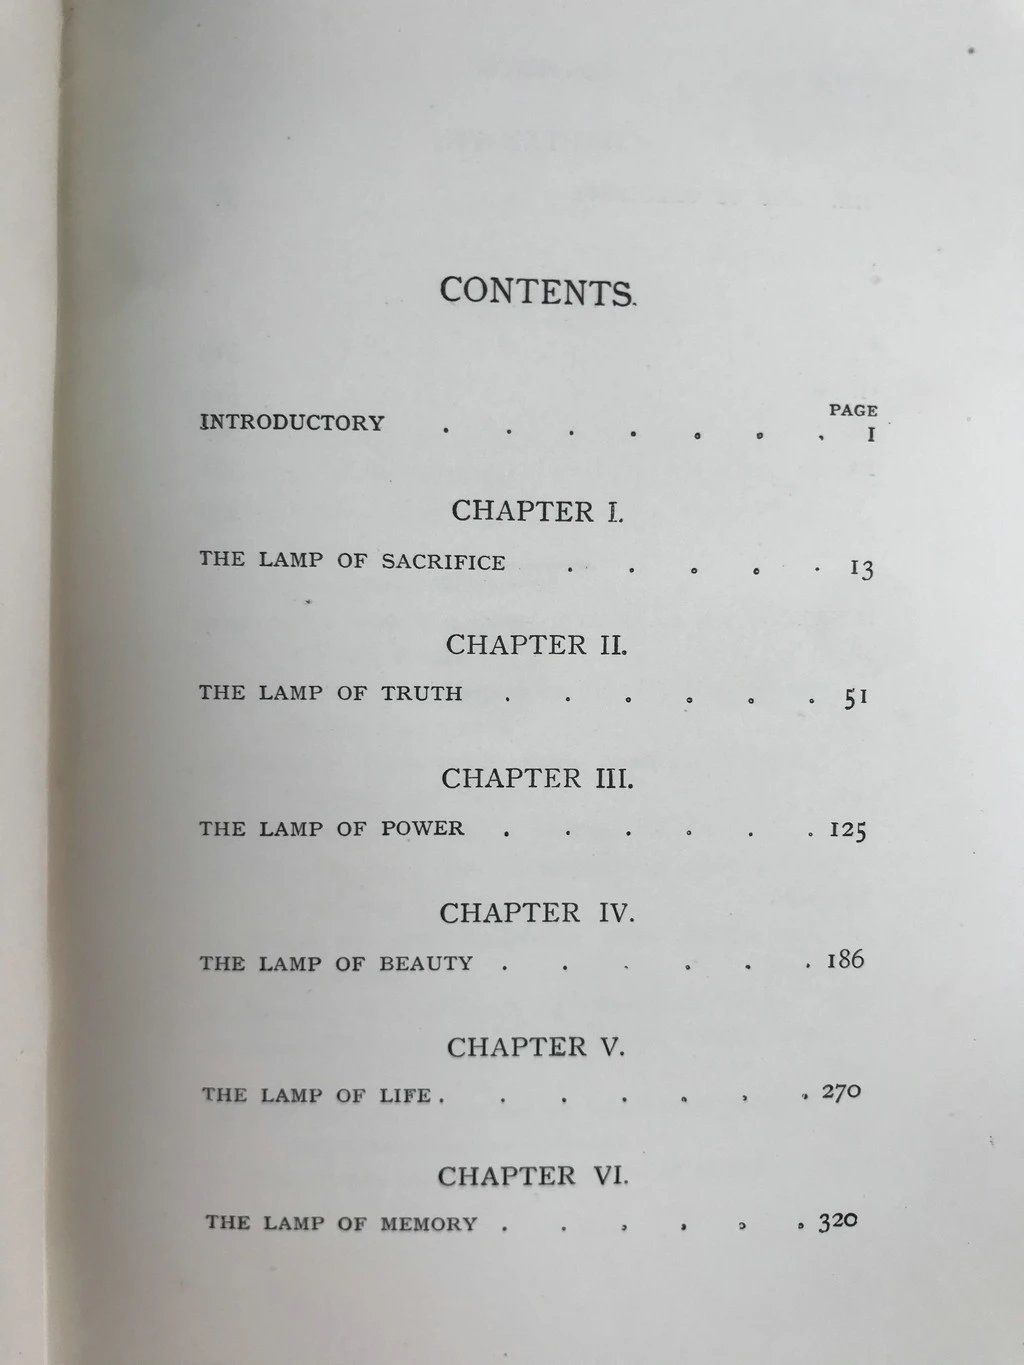 CONTENTS.
PAGE
INTRODUCTORY . . . . . . . 1
CHAPTER I.
THE LAMP OF SACRIFICE . . . . . 13
CHAPTER II.
THE LAMP OF TRUTH . . . . . . 51
CHAPTER III.
THE LAMP OF POWER . . . . . . 125
CHAPTER IV.
THE LAMP OF BEAUTY . . . . . . 186
CHAPTER V.
THE LAMP OF LIFE . . . . . . . 270
CHAPTER VI.
THE LAMP OF MEMORY . . . . . . 320